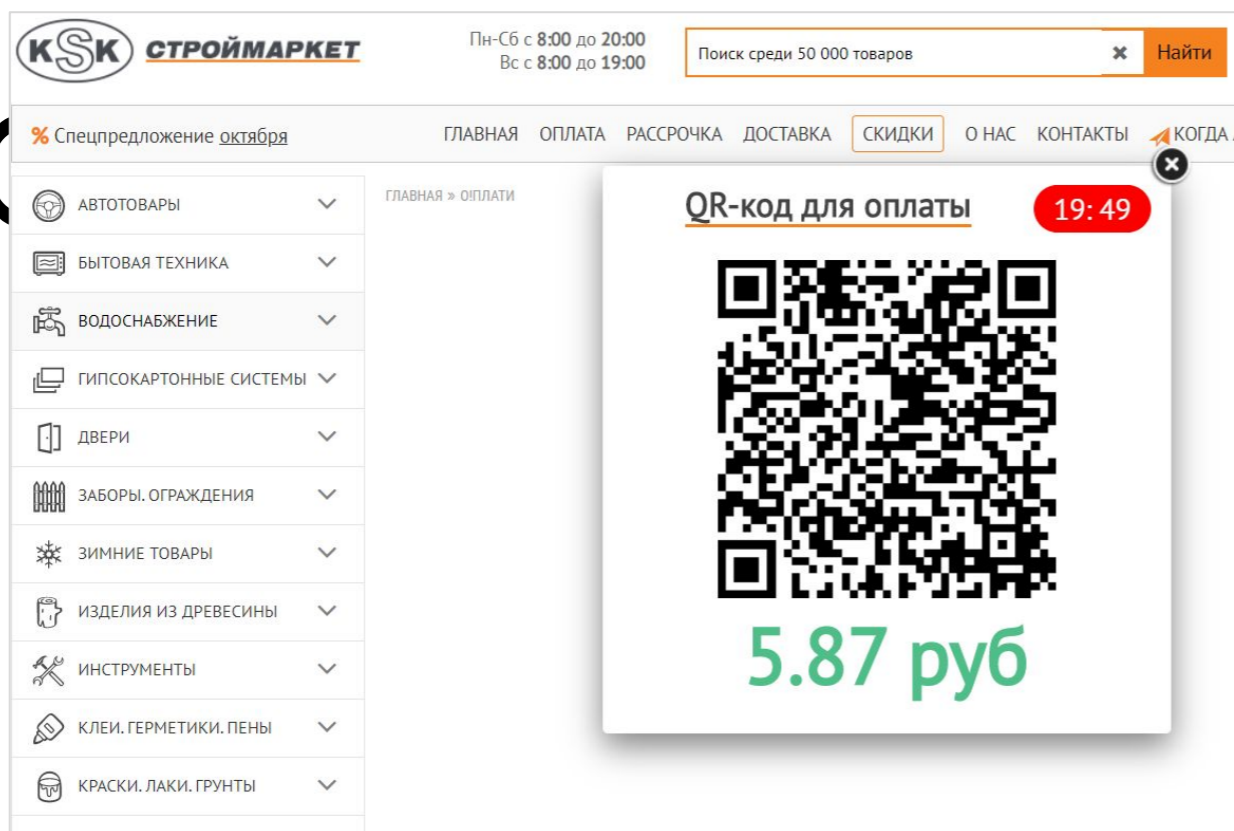 KSK СТРОЙМАРКЕТ
Пн-Сб с 8:00 до 20:00
Вс с 8:00 до 19:00
Поиск среди 50 000 товаров
Найти
% Спецпредложение октября
ГЛАВНАЯ ОПЛАТА РАССРОЧКА ДОСТАВКА СКИДКИ О НАС КОНТАКТЫ КОГДА
ГЛАВНАЯ » О!ПЛАТИ
QR-код для оплаты
19:49
5.87 руб
АВТОТОВАРЫ
БЫТОВАЯ ТЕХНИКА
ВОДОСНАБЖЕНИЕ
ГИПСОКАРТОННЫЕ СИСТЕМЫ
ДВЕРИ
ЗАБОРЫ. ОГРАЖДЕНИЯ
ЗИМНИЕ ТОВАРЫ
ИЗДЕЛИЯ ИЗ ДРЕВЕСИНЫ
ИНСТРУМЕНТЫ
КЛЕИ. ГЕРМЕТИКИ. ПЕНЫ
КРАСКИ. ЛАКИ. ГРУНТЫ